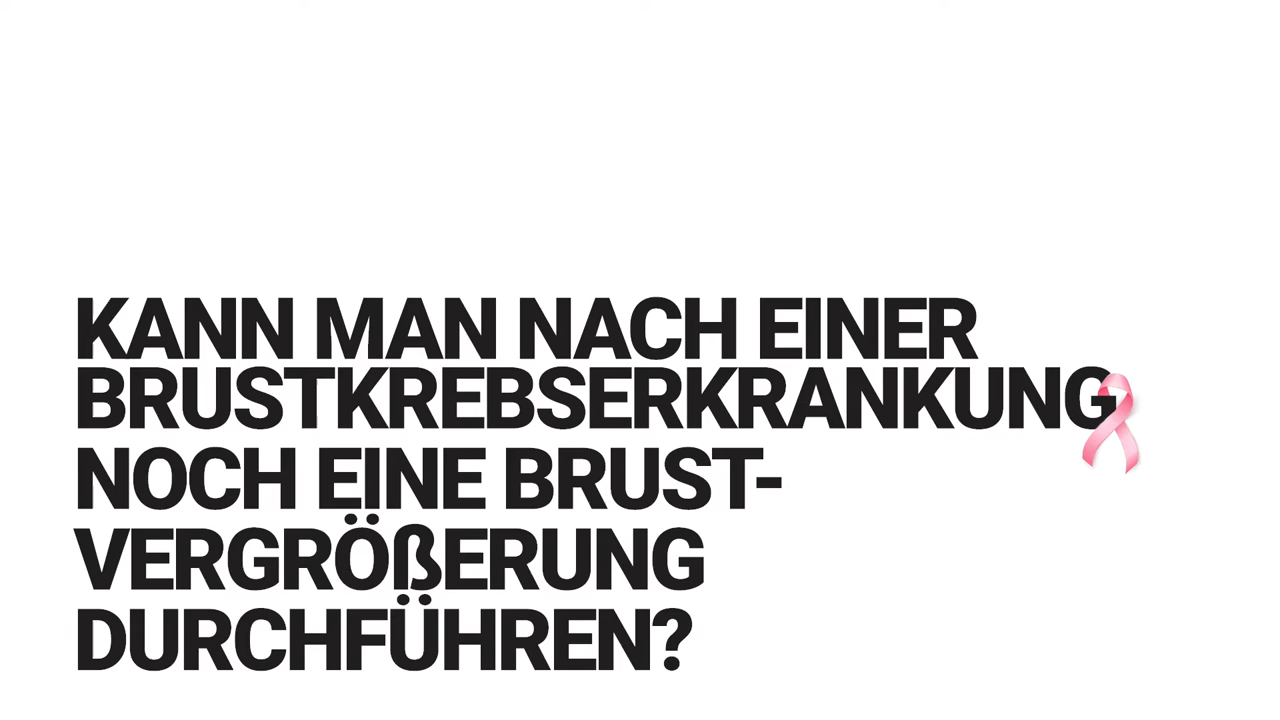 KANN MAN NACH EINER
BRUSTKREBSERKRANKUNG
NOCH EINE BRUST-
VERGRÖßERUNG
DURCHFÜHREN?